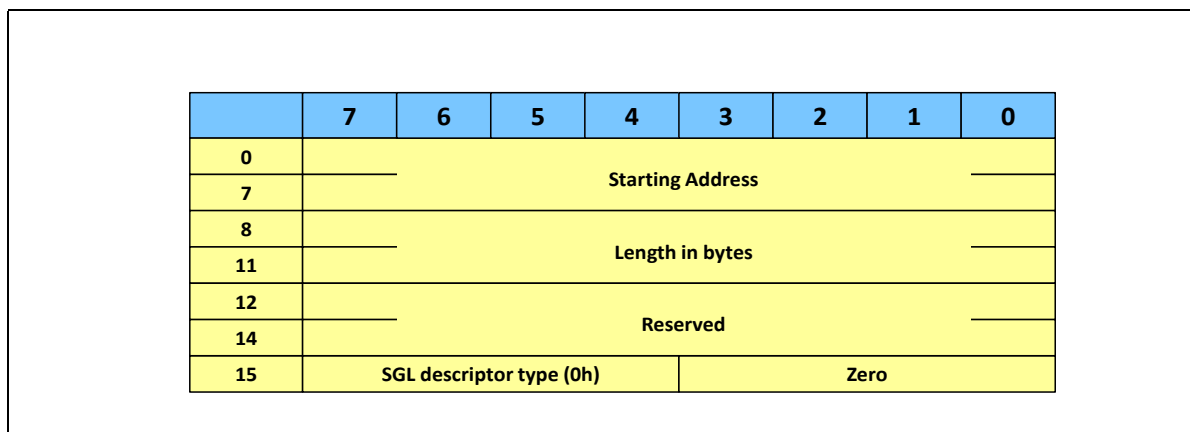 7 6 5 4 3 2 1 0
0
Starting Address
7
8
Length in bytes
11
12
Reserved
14
15 SGL descriptor type (0h) Zero